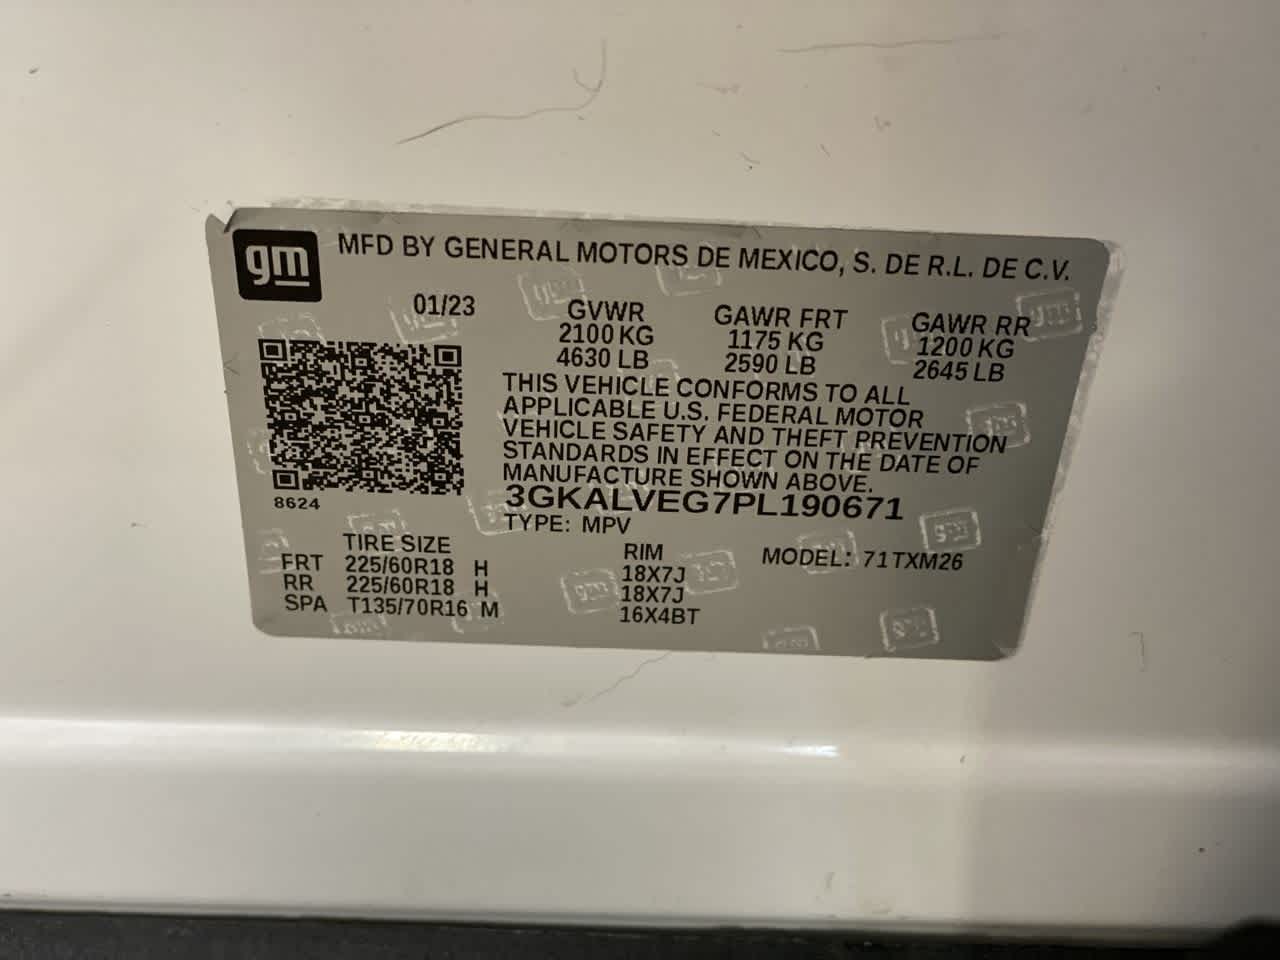 gm MFD BY GENERAL MOTORS DE MEXICO, S. DE R.L. DE C.V.
01/23 GVWR GAWR FRT GAWR RR
2100 KG 1175 KG 1200 KG
4630 LB 2590 LB 2645 LB
THIS VEHICLE CONFORMS TO ALL
APPLICABLE U.S. FEDERAL MOTOR
VEHICLE SAFETY AND THEFT PREVENTION
STANDARDS IN EFFECT ON THE DATE OF
MANUFACTURE SHOWN ABOVE.
8624 3GKALVEG7PL190671
TYPE: MPV
TIRE SIZE RIM MODEL: 71TXM26
FRT 225/60R18 H 18X7J
RR 225/60R18 H 18X7J
SPA T135/70R16 M 16X4BT